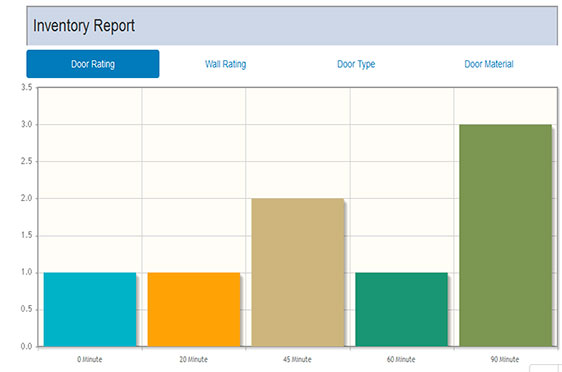 Inventory Report
Door Rating Wall Rating Door Type Door Material
3.5
3.0
2.5
2.0
1.5
1.0
0.5
0.0
0 Minute 20 Minute 45 Minute 60 Minute 90 Minute